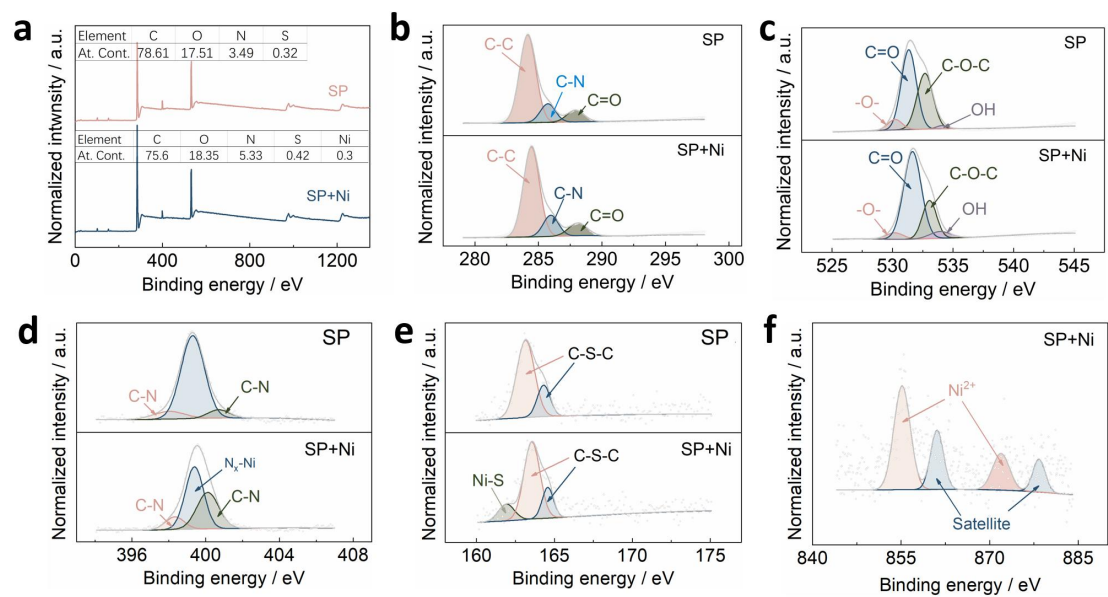 a
Normalized intwnsity / a.u.
Element C O N S
At. Cont. 78.61 17.51 3.49 0.32
SP
Element C O N S Ni
At. Cont. 75.6 18.35 5.33 0.42 0.3
SP+Ni
0 400 800 1200
Binding energy / eV
b
Normalized intensity / a.u.
SP
C-C
C-N
C=O
SP+Ni
C-C
C-N
C=O
280 285 290 295 300
Binding energy / eV
c
Normalized intensity / a.u.
SP
C=O
C-O-C
-O-
OH
SP+Ni
C=O
C-O-C
-O-
OH
525 530 535 540 545
Binding energy / eV
d
Normalized intensity / a.u.
SP
C-N
C-N
SP+Ni
Nx-Ni
C-N
C-N
396 400 404 408
Binding energy / eV
e
Normalized intensity / a.u.
SP
C-S-C
SP+Ni
C-S-C
Ni-S
160 165 170 175
Binding energy / eV
f
Normalized intensity / a.u.
SP+Ni
Ni2+
Satellite
840 855 870 885
Binding energy / eV